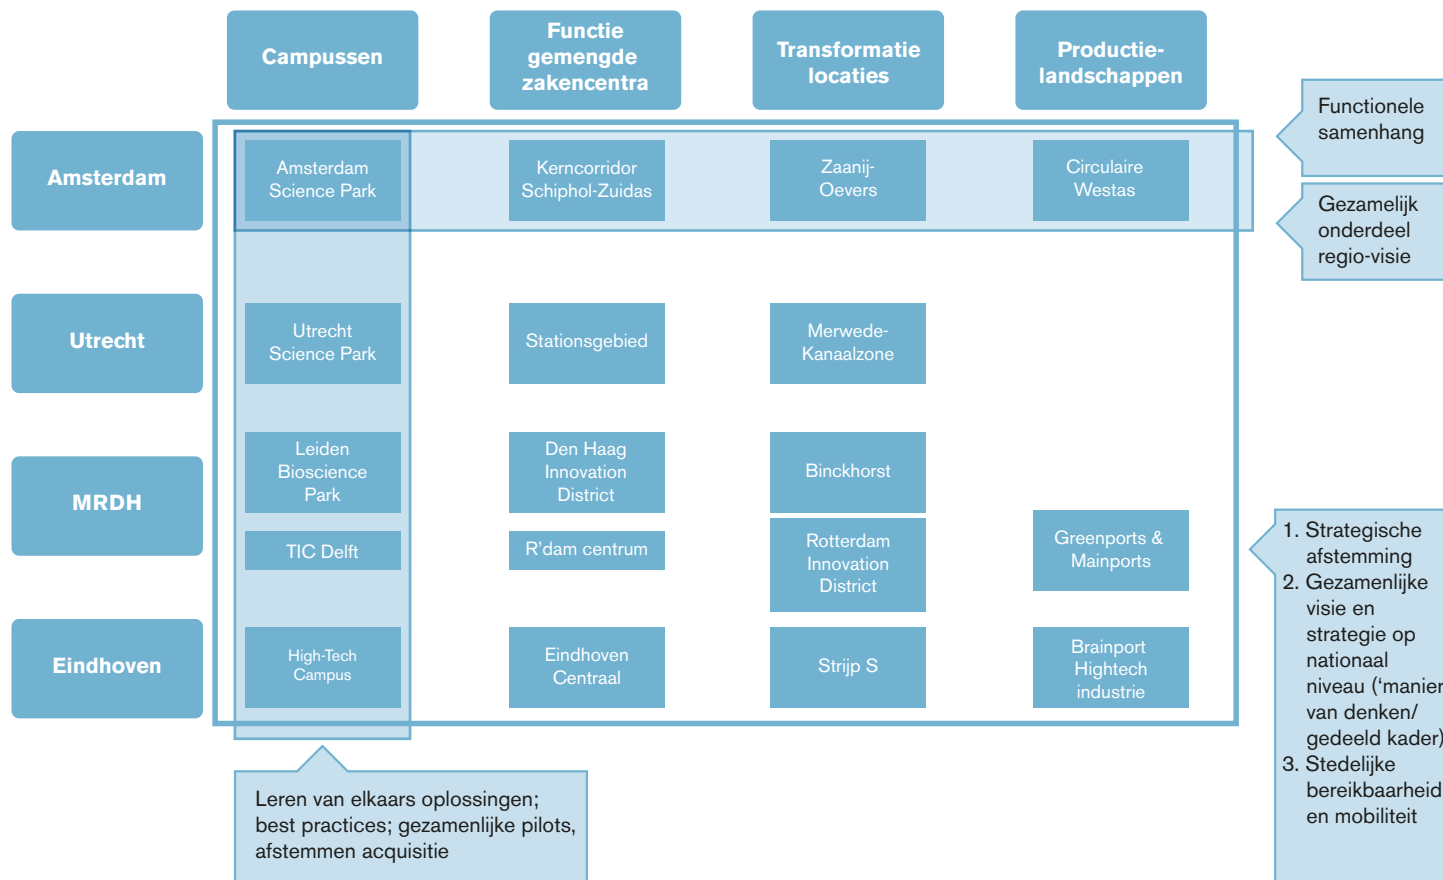 Campussen
Functie
gemengde
zakencentra
Transformatie
locaties
Productie-
landschappen
Functionele
samenhang
Gezamelijk
onderdeel
regio-visie
Amsterdam
Amsterdam
Science Park
Kerncorridor
Schiphol-Zuidas
Zaanij-
Oevers
Circulaire
Westas
Utrecht
Utrecht
Science Park
Stationsgebied
Merwede-
Kanaalzone
MRDH
Leiden
Bioscience
Park
Den Haag
Innovation
District
Binckhorst
TIC Delft
R'dam centrum
Rotterdam
Innovation
District
Greenports &
Mainports
Eindhoven
High-Tech
Campus
Eindhoven
Centraal
Strijp S
Brainport
Hightech
industrie
1. Strategische
afstemming
2. Gezamenlijke
visie en
strategie op
nationaal
niveau (‘manier
van denken/
gedeeld kader)
3. Stedelijke
bereikbaarheid
en mobiliteit
Leren van elkaars oplossingen;
best practices; gezamenlijke pilots,
afstemmen acquisitie